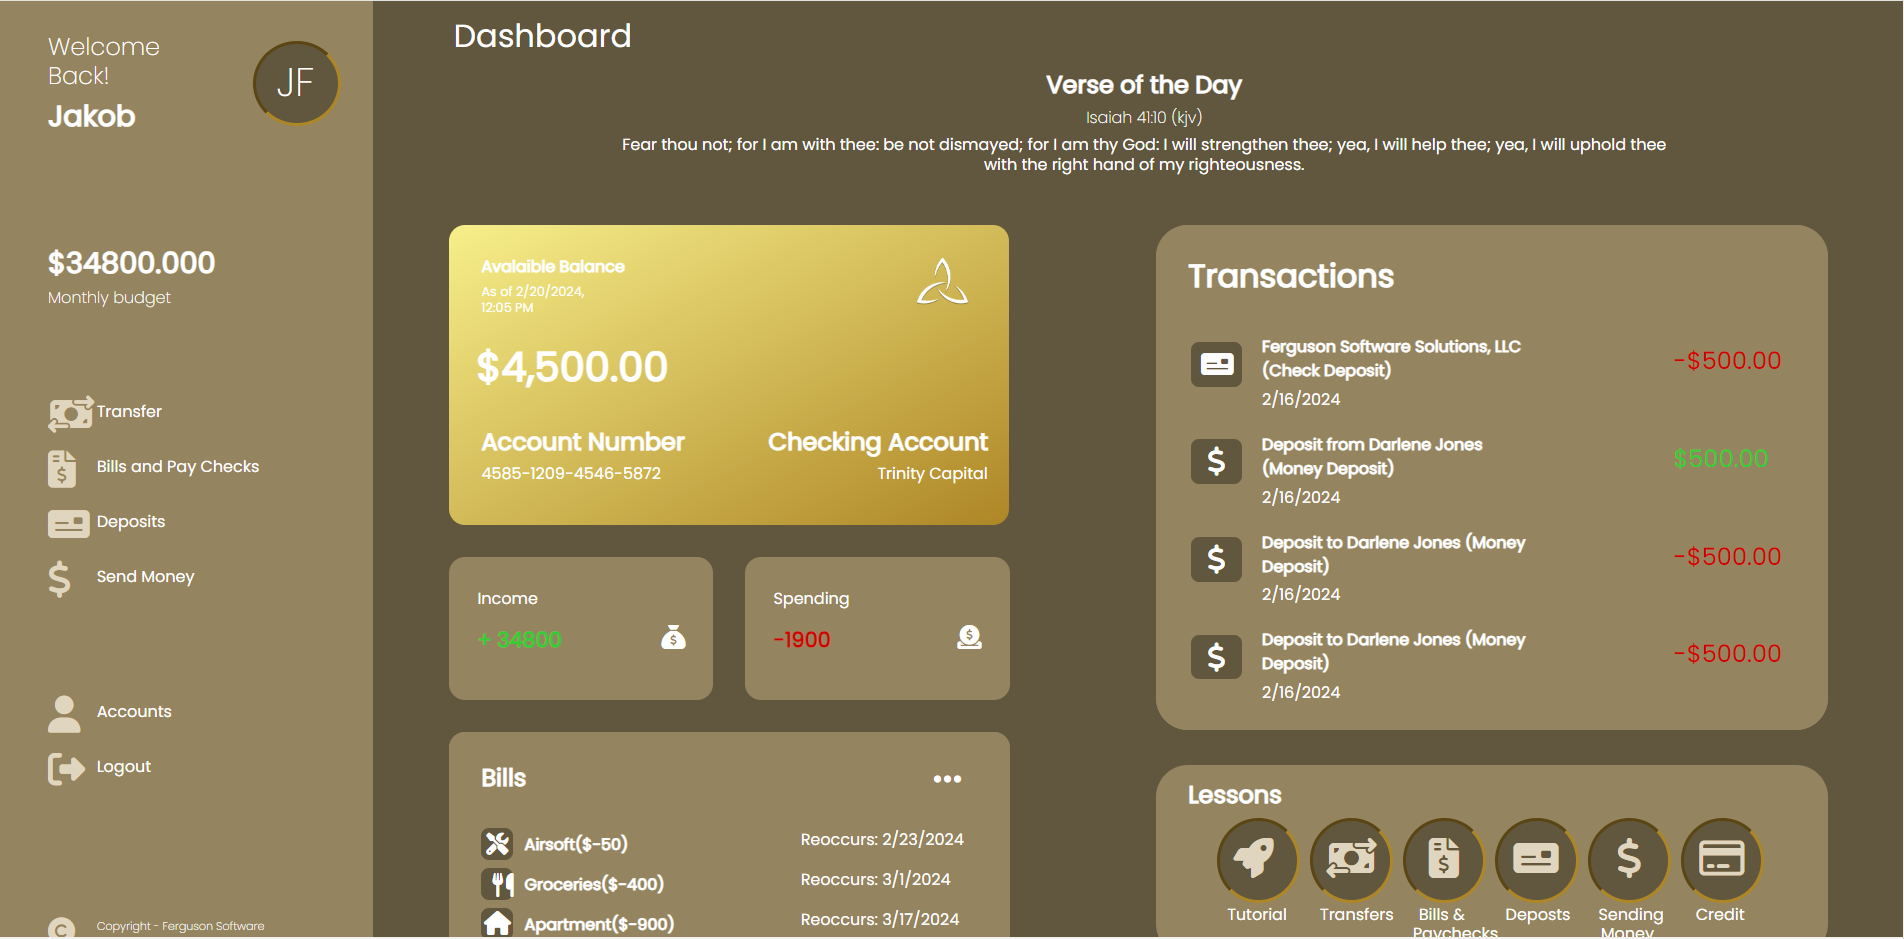 Welcome
Back!
Jakob
JF
$34800.000
Monthly budget
Transfer
Bills and Pay Checks
Deposits
Send Money
Accounts
Logout
Copyright - Ferguson Software
Dashboard
Verse of the Day
Isaiah 41:10 (kjv)
Fear thou not; for I am with thee: be not dismayed; for I am thy God: I will strengthen thee; yea, I will help thee; yea, I will uphold thee
with the right hand of my righteousness.
Avalaible Balance
As of 2/20/2024,
12:05 PM
$4,500.00
Account Number
4585-1209-4546-5872
Checking Account
Trinity Capital
Income
+ 34800
Spending
-1900
Bills
Airsoft($-50)
Reoccurs: 2/23/2024
Groceries($-400)
Reoccurs: 3/1/2024
Apartment($-900)
Reoccurs: 3/17/2024
Transactions
Ferguson Software Solutions, LLC
(Check Deposit)
2/16/2024
-$500.00
Deposit from Darlene Jones
(Money Deposit)
2/16/2024
$500.00
Deposit to Darlene Jones (Money
Deposit)
2/16/2024
-$500.00
Deposit to Darlene Jones (Money
Deposit)
2/16/2024
-$500.00
Lessons
Tutorial
Transfers
Bills &
Paychecks
Deposts
Sending
Money
Credit